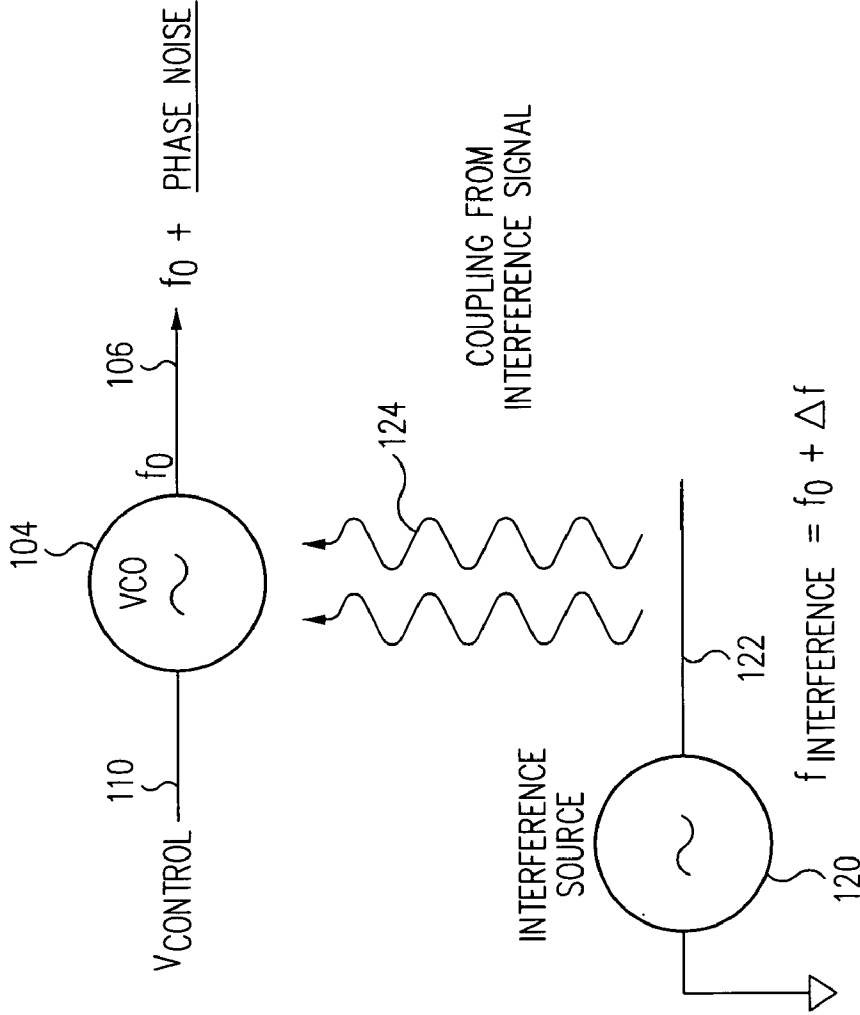 104
VCO
f0
106
f0 + PHASE NOISE
110
VCONTROL
124
COUPLING FROM
INTERFERENCE SIGNAL
INTERFERENCE
SOURCE
122
120
fINTERFERENCE = f0 + Δf